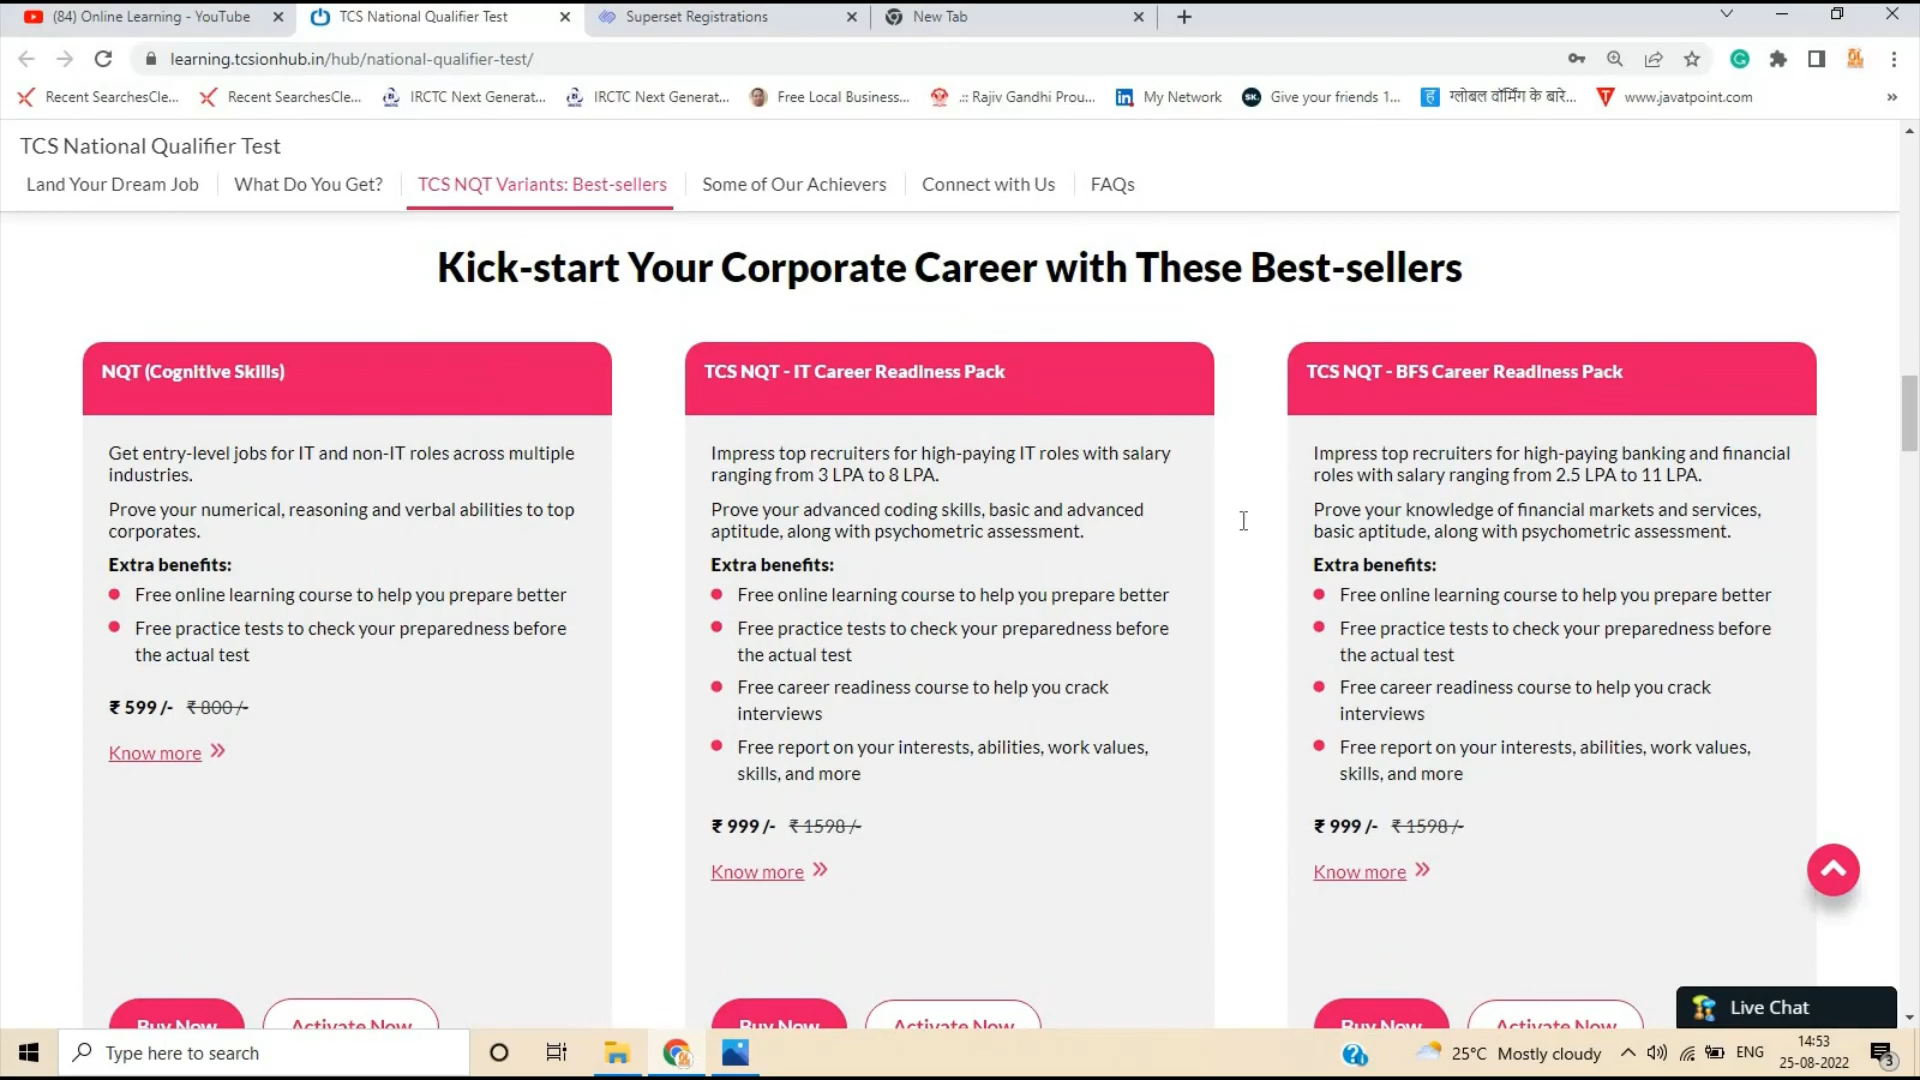 (84) Online Learning - YouTube
TCS National Qualifier Test
Superset Registrations
New Tab
learning.tcsionhub.in/hub/national-qualifier-test/
Recent SearchesCle...
Recent SearchesCle...
IRCTC Next Generat...
IRCTC Next Generat...
Free Local Business...
.:: Rajiv Gandhi Prou...
in My Network
SK. Give your friends 1...
ह ग्लोबल वॉर्मिंग के बारे...
www.javatpoint.com
TCS National Qualifier Test
Land Your Dream Job
What Do You Get?
TCS NQT Variants: Best-sellers
Some of Our Achievers
Connect with Us
FAQs
Kick-start Your Corporate Career with These Best-sellers
NQT (Cognitive Skills)
Get entry-level jobs for IT and non-IT roles across multiple
industries.
Prove your numerical, reasoning and verbal abilities to top
corporates.
Extra benefits:
Free online learning course to help you prepare better
Free practice tests to check your preparedness before
the actual test
₹ 599 /- ₹ 800 /-
Know more
Buy Now
Activate Now
TCS NQT - IT Career Readiness Pack
Impress top recruiters for high-paying IT roles with salary
ranging from 3 LPA to 8 LPA.
Prove your advanced coding skills, basic and advanced
aptitude, along with psychometric assessment.
Extra benefits:
Free online learning course to help you prepare better
Free practice tests to check your preparedness before
the actual test
Free career readiness course to help you crack
interviews
Free report on your interests, abilities, work values,
skills, and more
₹ 999 /- ₹ 1598 /-
Know more
Buy Now
Activate Now
TCS NQT - BFS Career Readiness Pack
Impress top recruiters for high-paying banking and financial
roles with salary ranging from 2.5 LPA to 11 LPA.
Prove your knowledge of financial markets and services,
basic aptitude, along with psychometric assessment.
Extra benefits:
Free online learning course to help you prepare better
Free practice tests to check your preparedness before
the actual test
Free career readiness course to help you crack
interviews
Free report on your interests, abilities, work values,
skills, and more
₹ 999 /- ₹ 1598 /-
Know more
Buy Now
Activate Now
Live Chat
Type here to search
25°C Mostly cloudy
ENG
14:53
25-08-2022
3